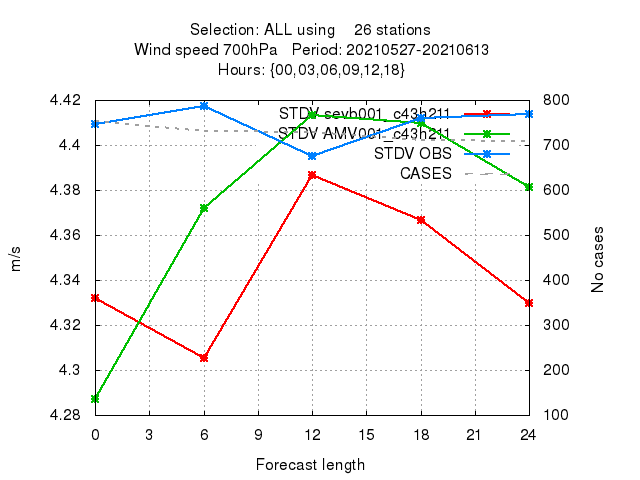 Selection: ALL using 26 stations
Wind speed 700hPa Period: 20210527-20210613
Hours: {00,03,06,09,12,18}
4.42
4.4
4.38
4.36
4.34
4.32
4.3
4.28
m/s
STDV sevb001_c43h211
STDV AMV001_c43h211
STDV OBS
CASES
800
700
600
500
400
300
200
100
No cases
0 3 6 9 12 15 18 21 24
Forecast length